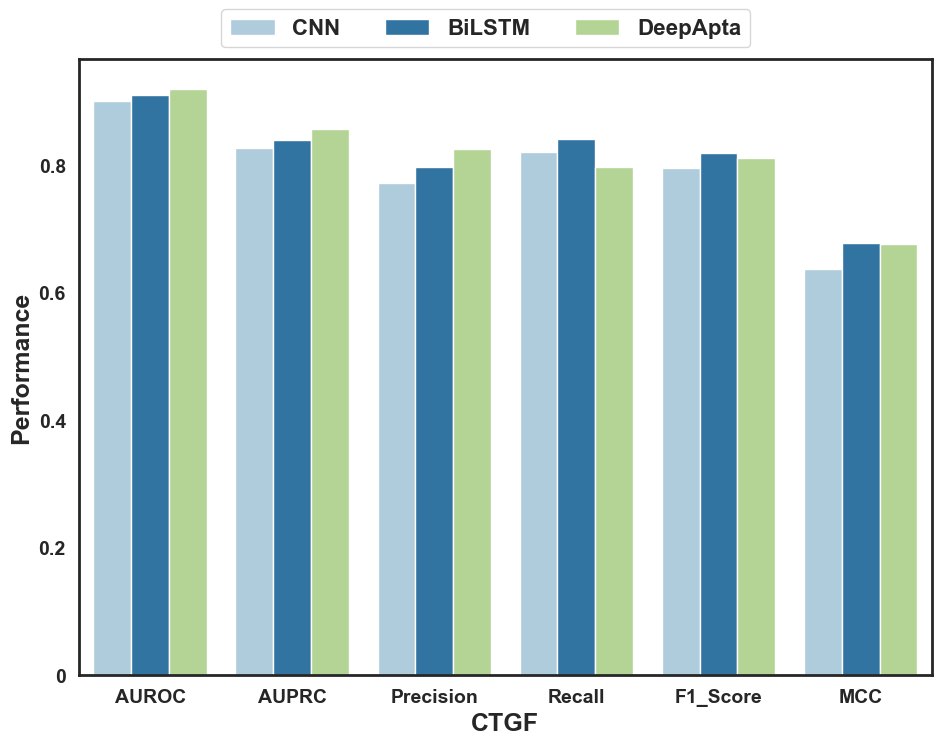 CNN BiLSTM DeepApta
Performance
0.8
0.6
0.4
0.2
0
AUROC AUPRC Precision Recall F1_Score MCC
CTGF